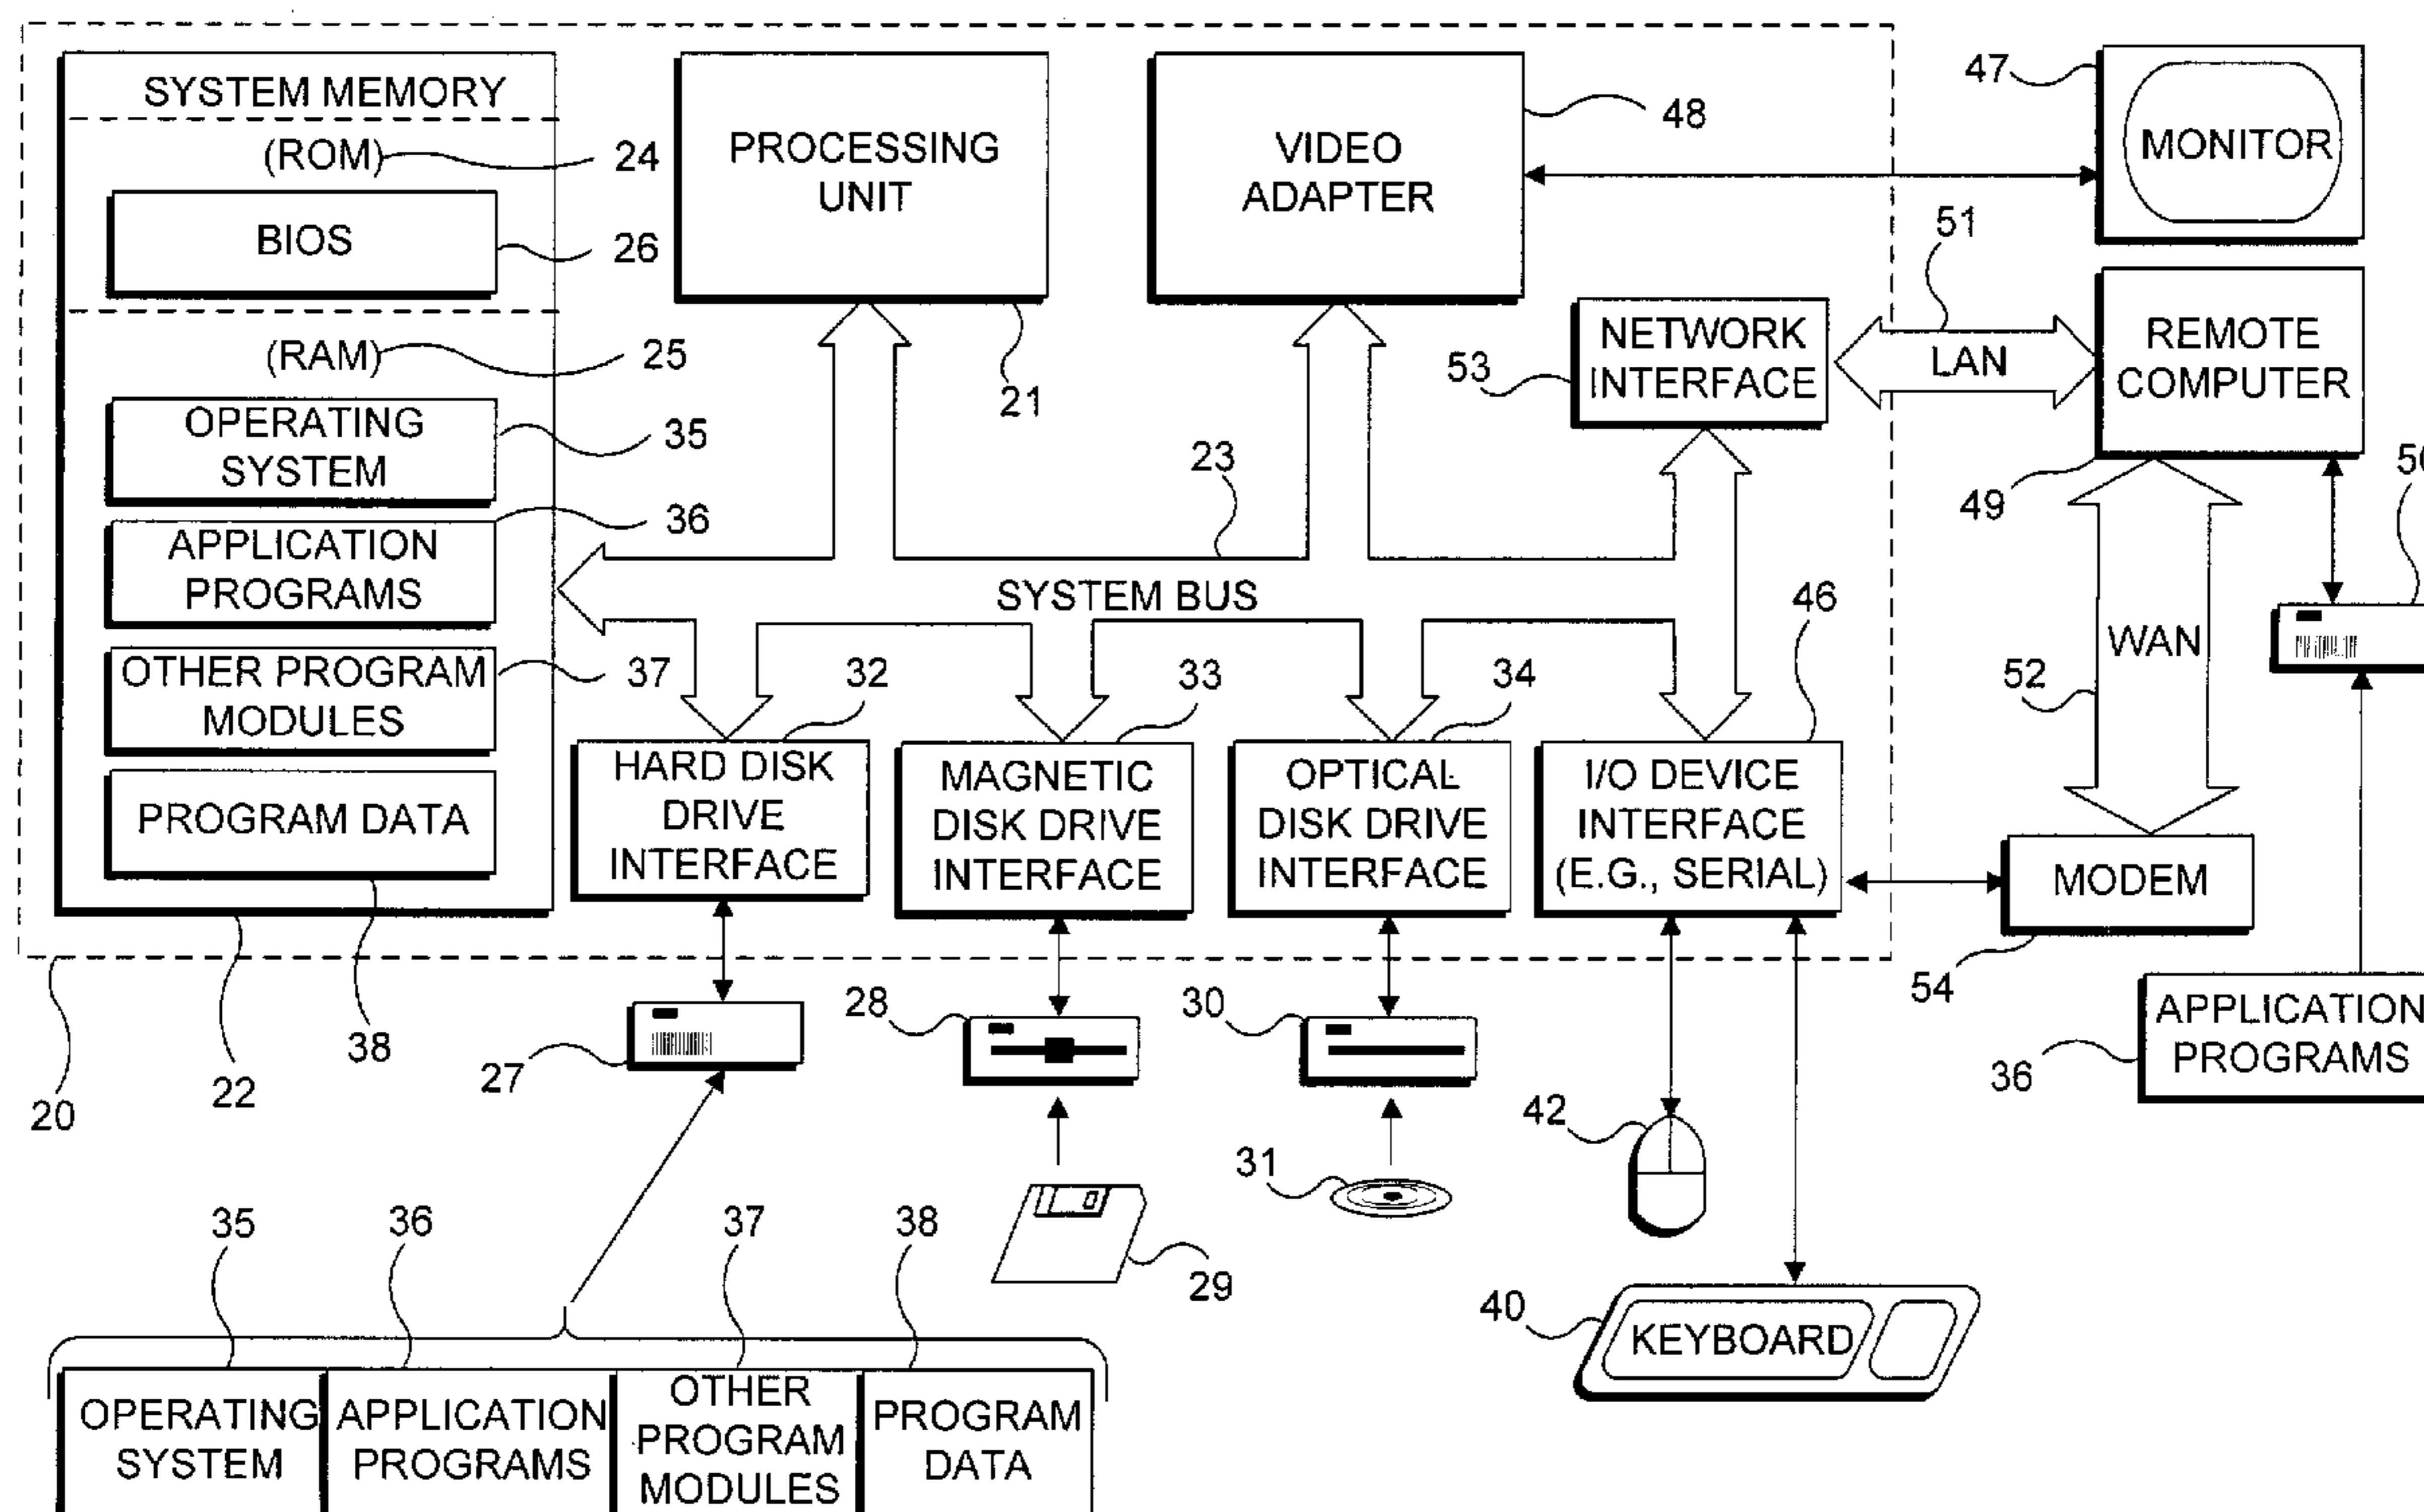 SYSTEM MEMORY
(ROM)
24
BIOS
26
(RAM)
25
OPERATING
SYSTEM
35
APPLICATION
PROGRAMS
36
OTHER PROGRAM
MODULES
37
PROGRAM DATA
38
22
20
PROCESSING
UNIT
21
VIDEO
ADAPTER
48
47
MONITOR
51
NETWORK
INTERFACE
53
LAN
REMOTE
COMPUTER
49
23
SYSTEM BUS
46
WAN
52
32
HARD DISK
DRIVE
INTERFACE
33
MAGNETIC
DISK DRIVE
INTERFACE
34
OPTICAL
DISK DRIVE
INTERFACE
I/O DEVICE
INTERFACE
(E.G., SERIAL)
MODEM
54
APPLICATION
PROGRAMS
36
27
28
30
42
31
29
40
KEYBOARD
35
36
37
38
OPERATING
SYSTEM
APPLICATION
PROGRAMS
OTHER
PROGRAM
MODULES
PROGRAM
DATA